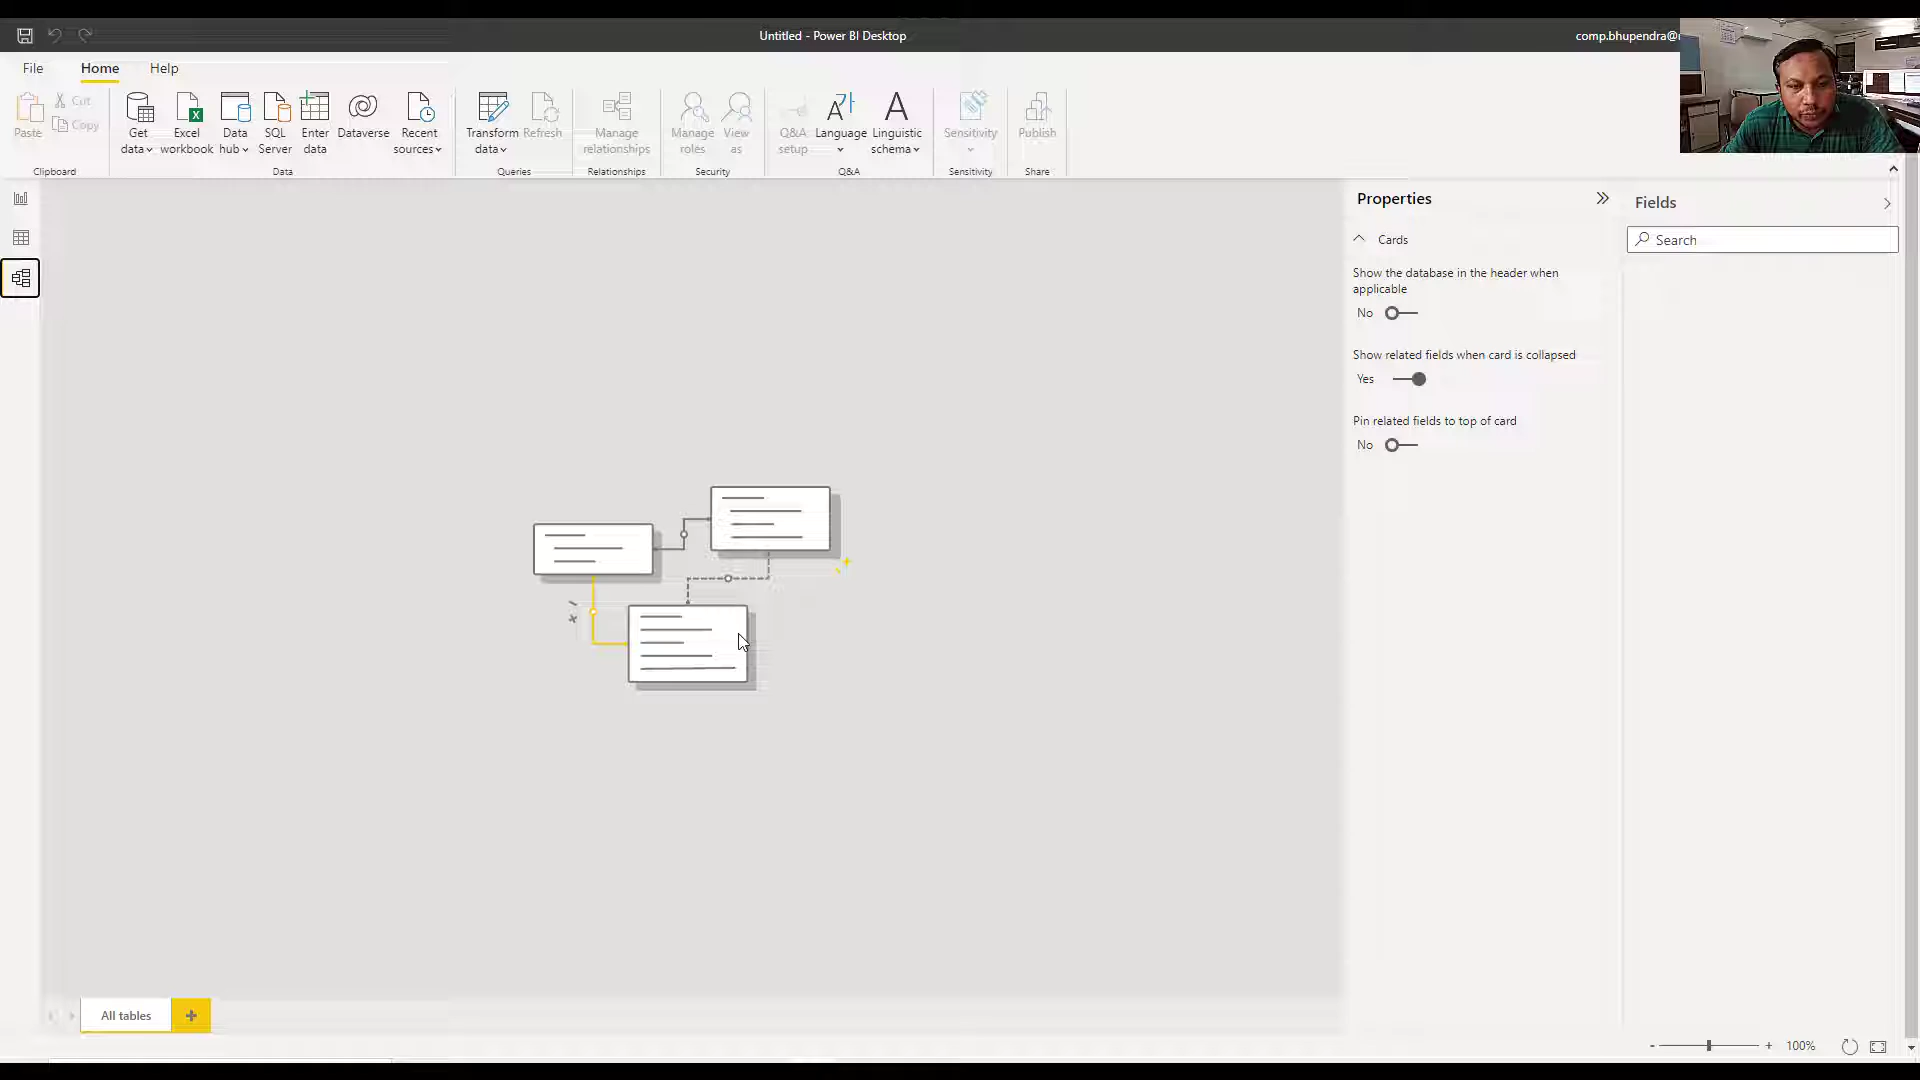 Untitled - Power BI Desktop
comp.bhupendra@
File Home Help
Paste
Cut
Copy
Clipboard
Get data
Excel workbook
Data hub
SQL Server
Enter data
Dataverse
Recent sources
Data
Transform data
Refresh
Queries
Manage relationships
Relationships
Manage roles
View as
Security
Q&A setup
Language
Linguistic schema
Q&A
Sensitivity
Sensitivity
Publish
Share
Properties
Cards
Show the database in the header when
applicable
No
Show related fields when card is collapsed
Yes
Pin related fields to top of card
No
Fields
Search
All tables
+
- + 100%